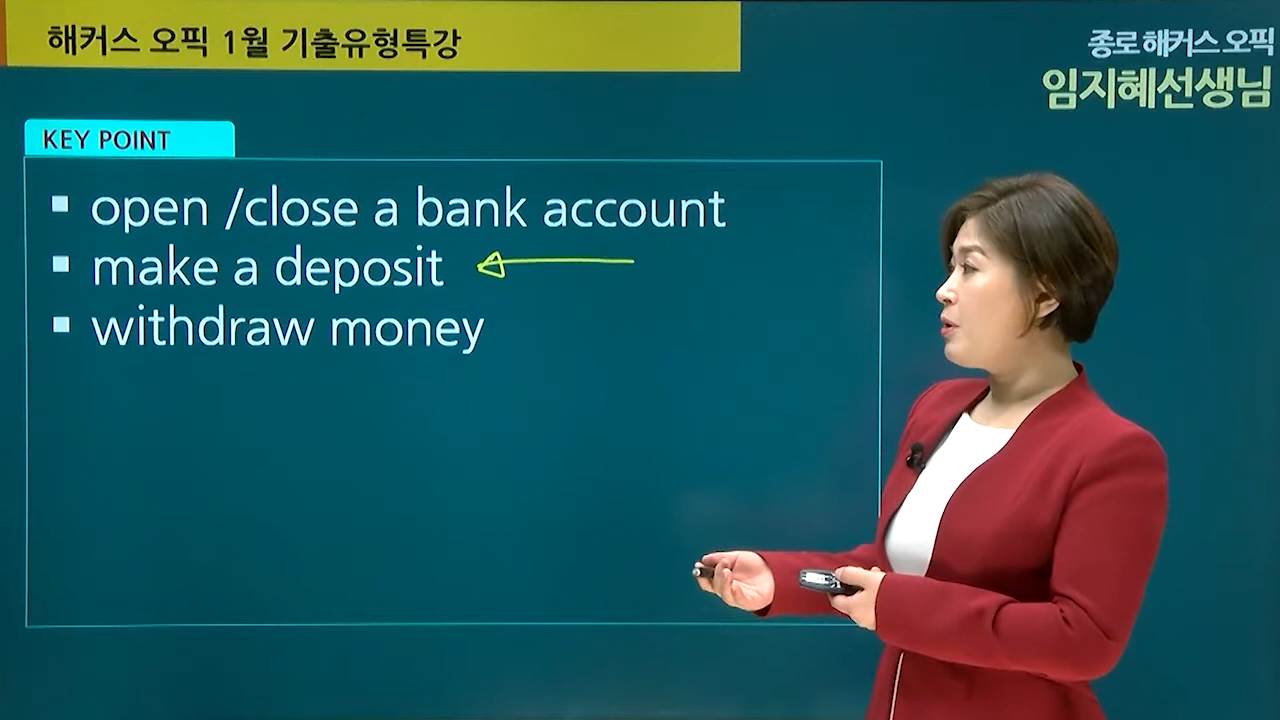 해커스 오픽 1월 기출유형특강
종로 해커스 오픽
임지혜선생님
KEY POINT
▪ open /close a bank account
▪ make a deposit
▪ withdraw money